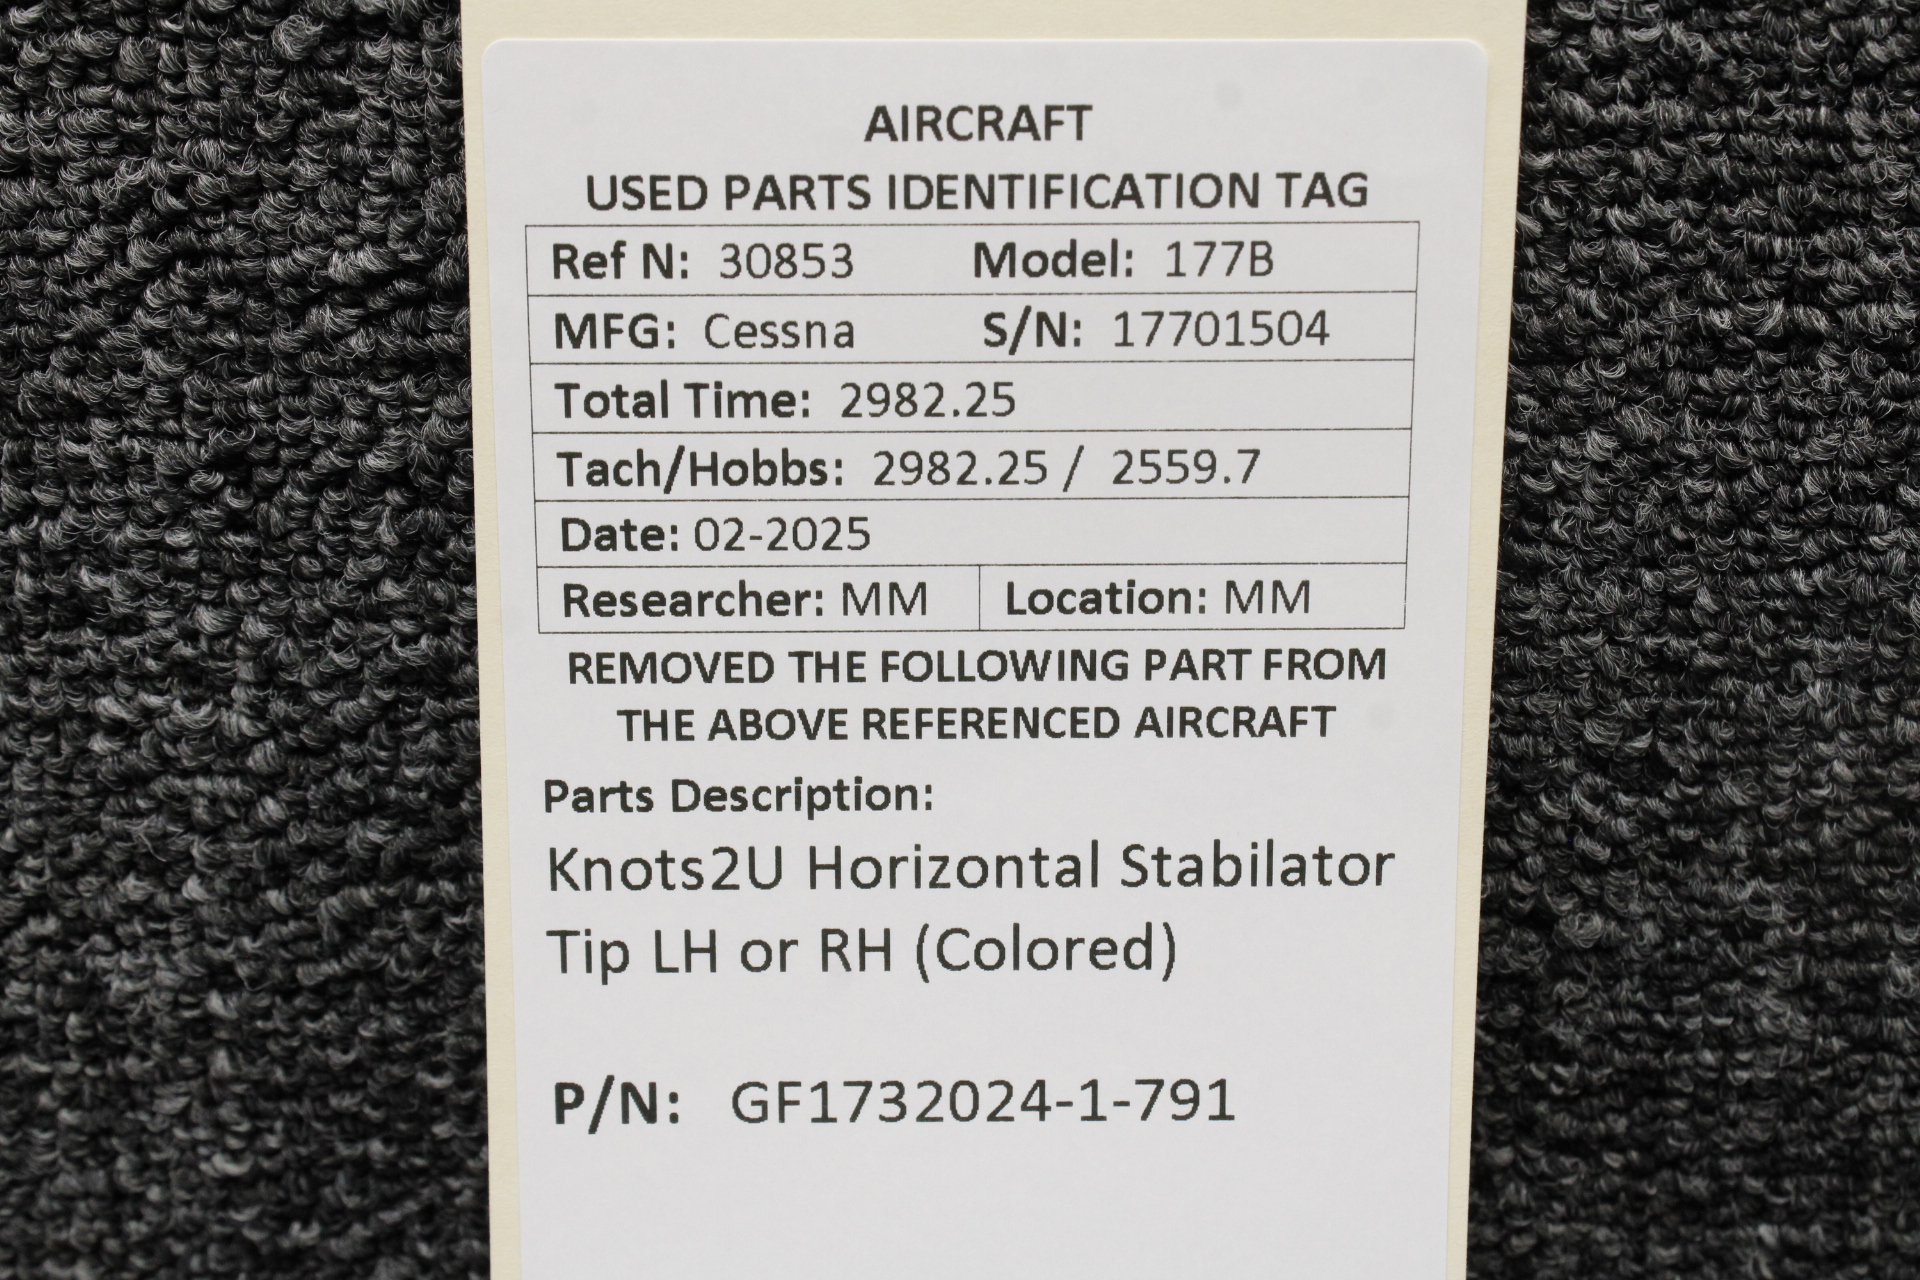 AIRCRAFT
USED PARTS IDENTIFICATION TAG
Ref N: 30853 Model: 177B
MFG: Cessna S/N: 17701504
Total Time: 2982.25
Tach/Hobbs: 2982.25 / 2559.7
Date: 02-2025
Researcher: MM Location: MM
REMOVED THE FOLLOWING PART FROM
THE ABOVE REFERENCED AIRCRAFT
Parts Description:
Knots2U Horizontal Stabilator
Tip LH or RH (Colored)
P/N: GF1732024-1-791